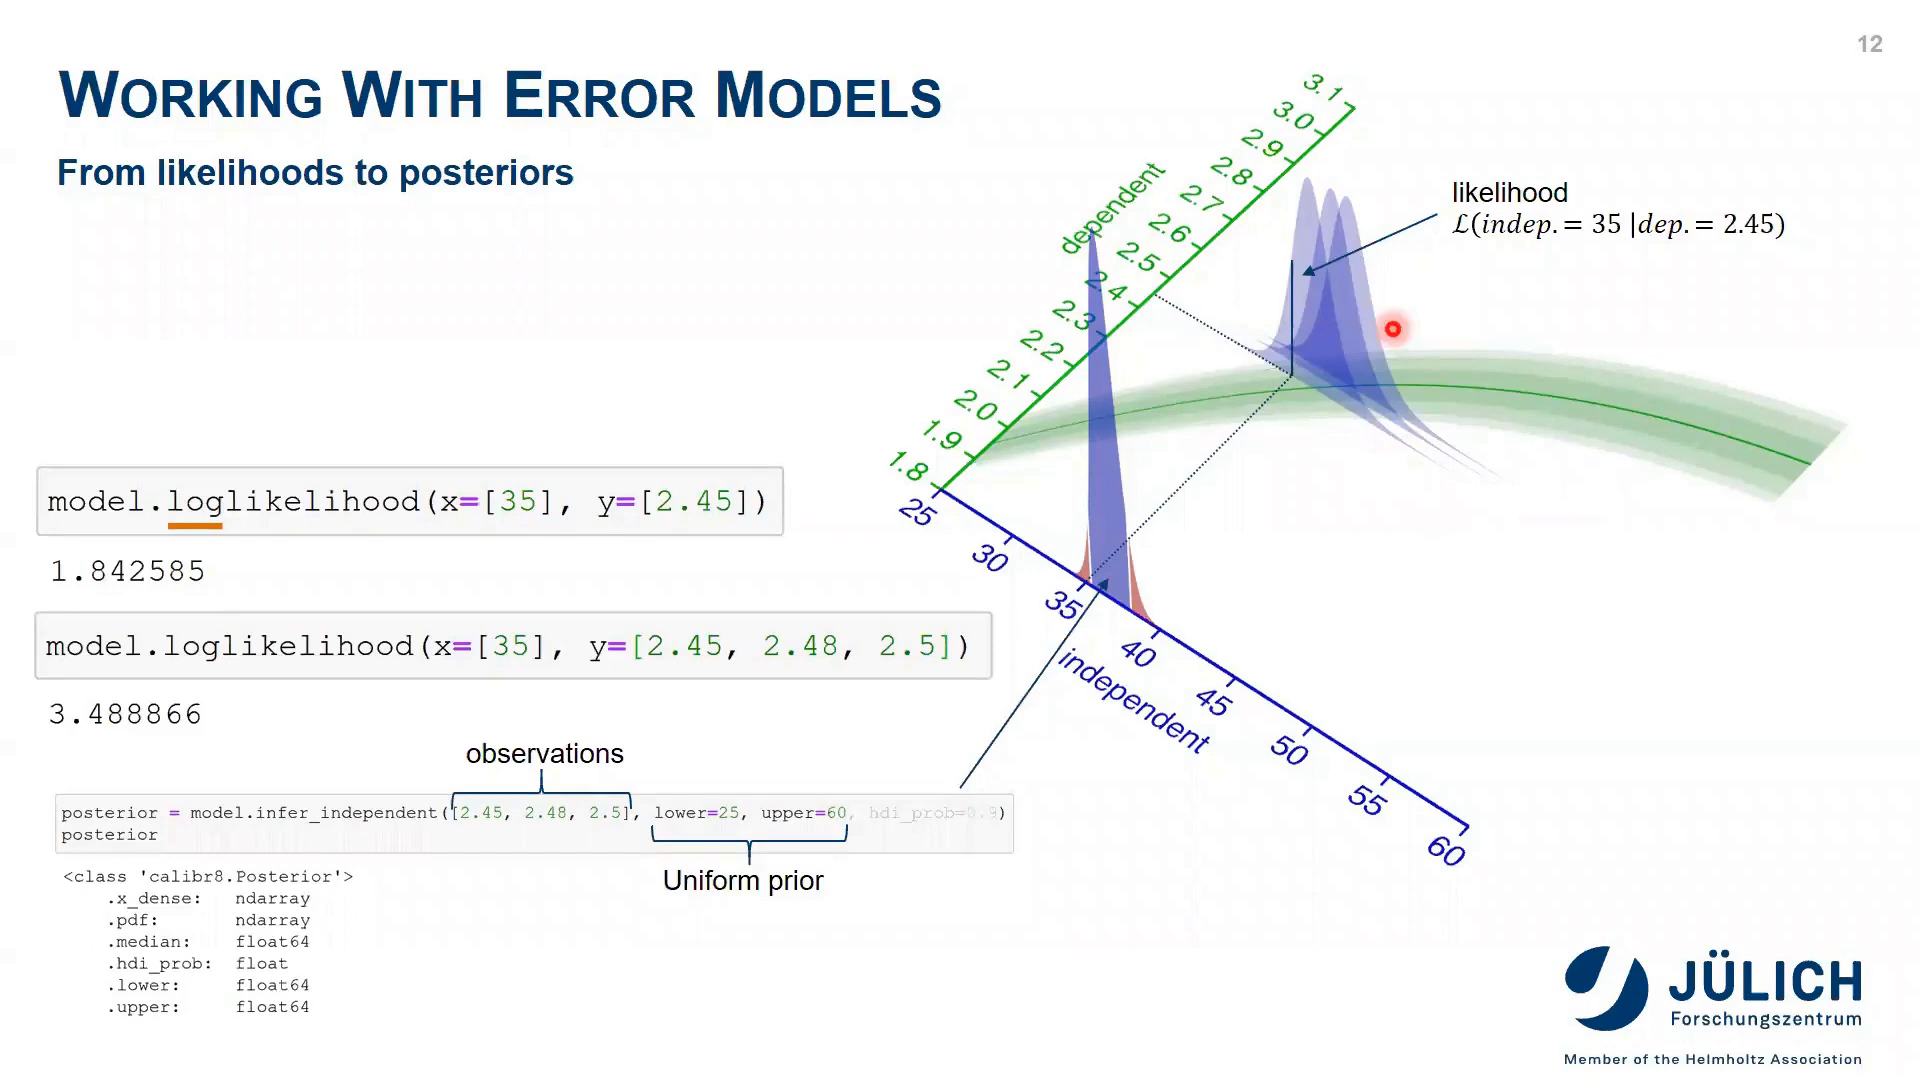 12
WORKING WITH ERROR MODELS
From likelihoods to posteriors
likelihood
ℒ(indep. = 35 |dep. = 2.45)
dependent
3.1
3.0
2.9
2.8
2.7
2.6
2.5
2.4
2.3
2.2
2.1
2.0
1.9
1.8
25
30
35
40
45
50
55
60
independent
model.loglikelihood(x=[35], y=[2.45])
1.842585
model.loglikelihood(x=[35], y=[2.45, 2.48, 2.5])
3.488866
observations
posterior = model.infer_independent([2.45, 2.48, 2.5], lower=25, upper=60, hdi_prob=0.9)
posterior
Uniform prior
<class 'calibr8.Posterior'>
.x_dense: ndarray
.pdf: ndarray
.median: float64
.hdi_prob: float
.lower: float64
.upper: float64
JÜLICH
Forschungszentrum
Member of the Helmholtz Association